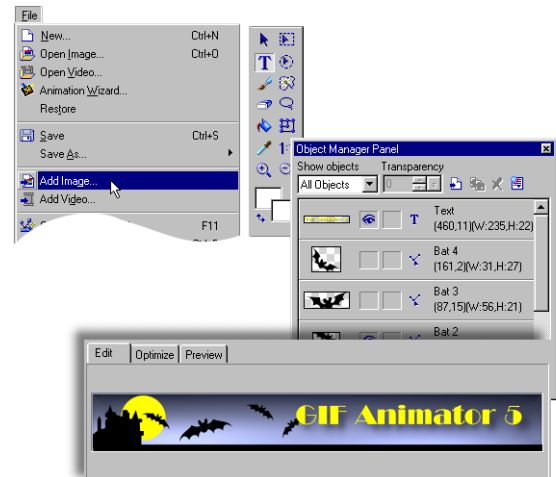 File
New... Ctrl+N
Open Image... Ctrl+O
Open Video...
Animation Wizard...
Restore
Save Ctrl+S
Save As...
Add Image...
Add Video...
F11
T
Object Manager Panel
Show objects Transparency
All Objects 0
Text
T (460,11)(W:235,H:22)
Bat 4
(161,2)(W:31,H:27)
Bat 3
(87,15)(W:56,H:21)
Bat 2
Edit Optimize Preview
GIF Animator 5